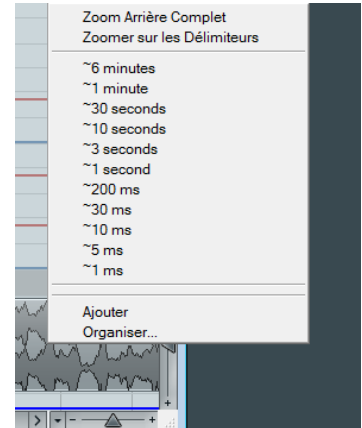 Zoom Arrière Complet
Zoomer sur les Délimiteurs
~6 minutes
~1 minute
~30 seconds
~10 seconds
~3 seconds
~1 second
~200 ms
~30 ms
~10 ms
~5 ms
~1 ms
Ajouter
Organiser...